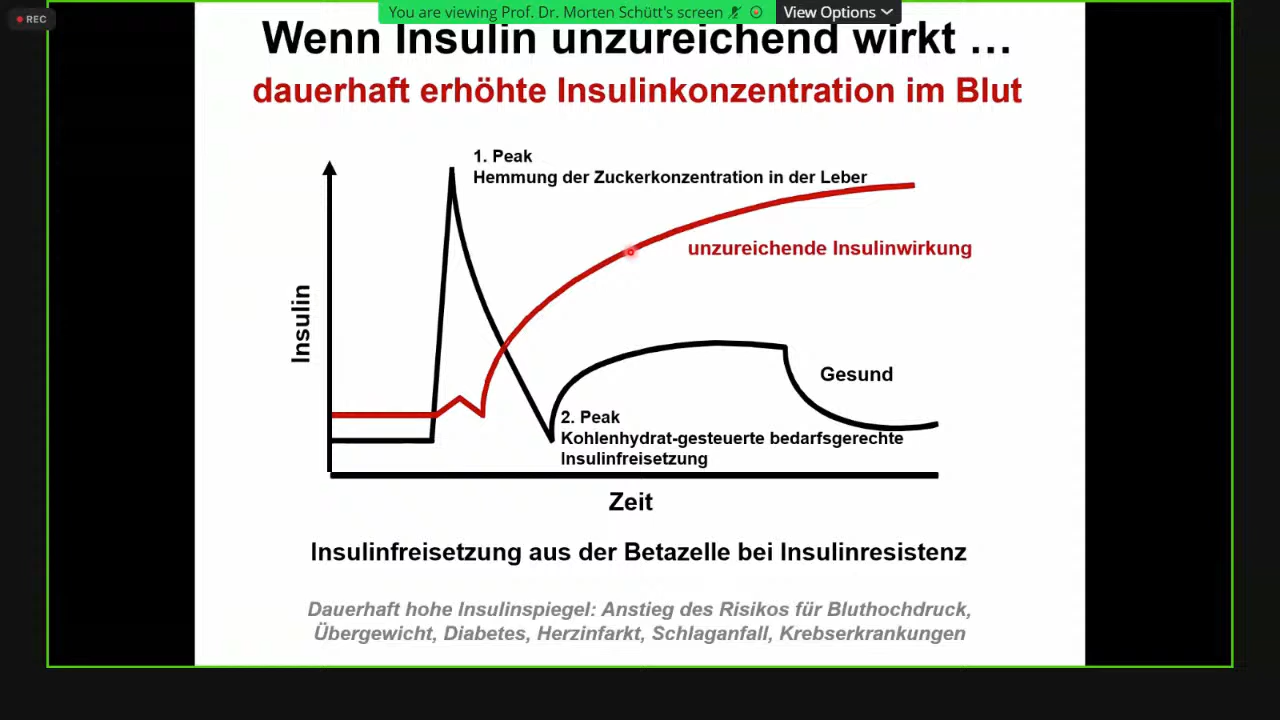 REC
You are viewing Prof. Dr. Morten Schütt's screen
View Options
Wenn Insulin unzureichend wirkt …
dauerhaft erhöhte Insulinkonzentration im Blut
1. Peak
Hemmung der Zuckerkonzentration in der Leber
unzureichende Insulinwirkung
Insulin
Gesund
2. Peak
Kohlenhydrat-gesteuerte bedarfsgerechte
Insulinfreisetzung
Zeit
Insulinfreisetzung aus der Betazelle bei Insulinresistenz
Dauerhaft hohe Insulinspiegel: Anstieg des Risikos für Bluthochdruck,
Übergewicht, Diabetes, Herzinfarkt, Schlaganfall, Krebserkrankungen